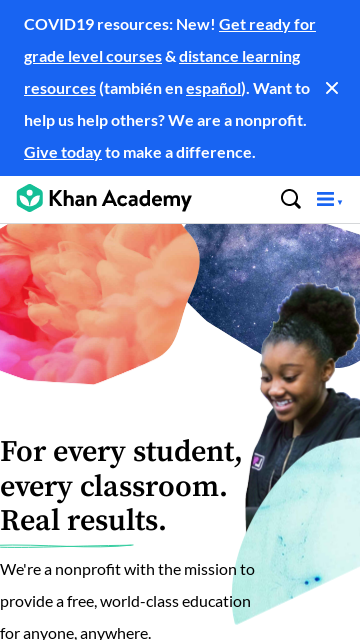 COVID19 resources: New! Get ready for
grade level courses & distance learning
resources (también en español). Want to
help us help others? We are a nonprofit.
Give today to make a difference.
Khan Academy
For every student,
every classroom.
Real results.
We're a nonprofit with the mission to
provide a free, world-class education
for anyone, anywhere.